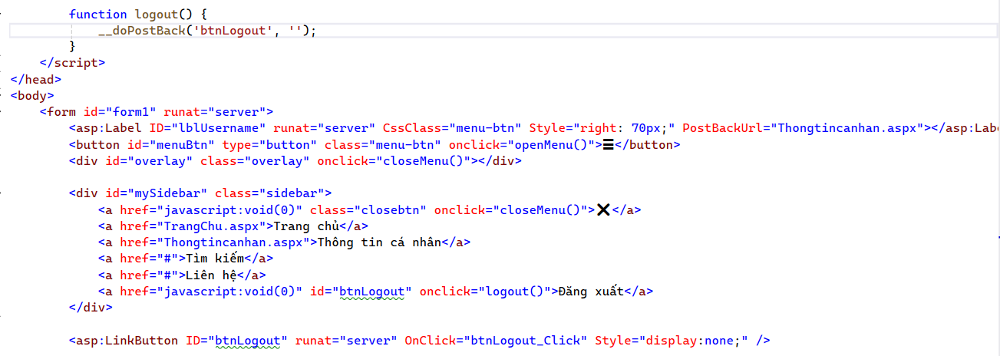 function logout() {
__doPostBack('btnLogout', '');
}
</script>
</head>
<body>
<form id="form1" runat="server">
<asp:Label ID="lblUsername" runat="server" CssClass="menu-btn" Style="right: 70px;" PostBackUrl="Thongtincanhan.aspx"></asp:Lab
<button id="menuBtn" type="button" class="menu-btn" onclick="openMenu()">☰</button>
<div id="overlay" class="overlay" onclick="closeMenu()"></div>
<div id="mySidebar" class="sidebar">
<a href="javascript:void(0)" class="closebtn" onclick="closeMenu()">❌</a>
<a href="TrangChu.aspx">Trang chủ</a>
<a href="Thongtincanhan.aspx">Thông tin cá nhân</a>
<a href="#">Tìm kiếm</a>
<a href="#">Liên hệ</a>
<a href="javascript:void(0)" id="btnLogout" onclick="logout()">Đăng xuất</a>
</div>
<asp:LinkButton ID="btnLogout" runat="server" OnClick="btnLogout_Click" Style="display:none;" />